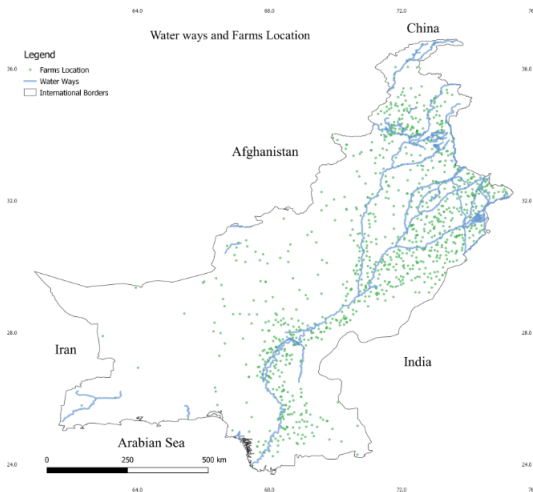 64.0 68.0 72.0 76
Water ways and Farms Location
China
Legend
Farms Location
Water Ways
International Borders
36.0 36.0
Afghanistan
32.0 32.0
28.0 28.0
Iran
India
Arabian Sea
0 250 500 km
24.0 24.0
64.0 68.0 72.0 76